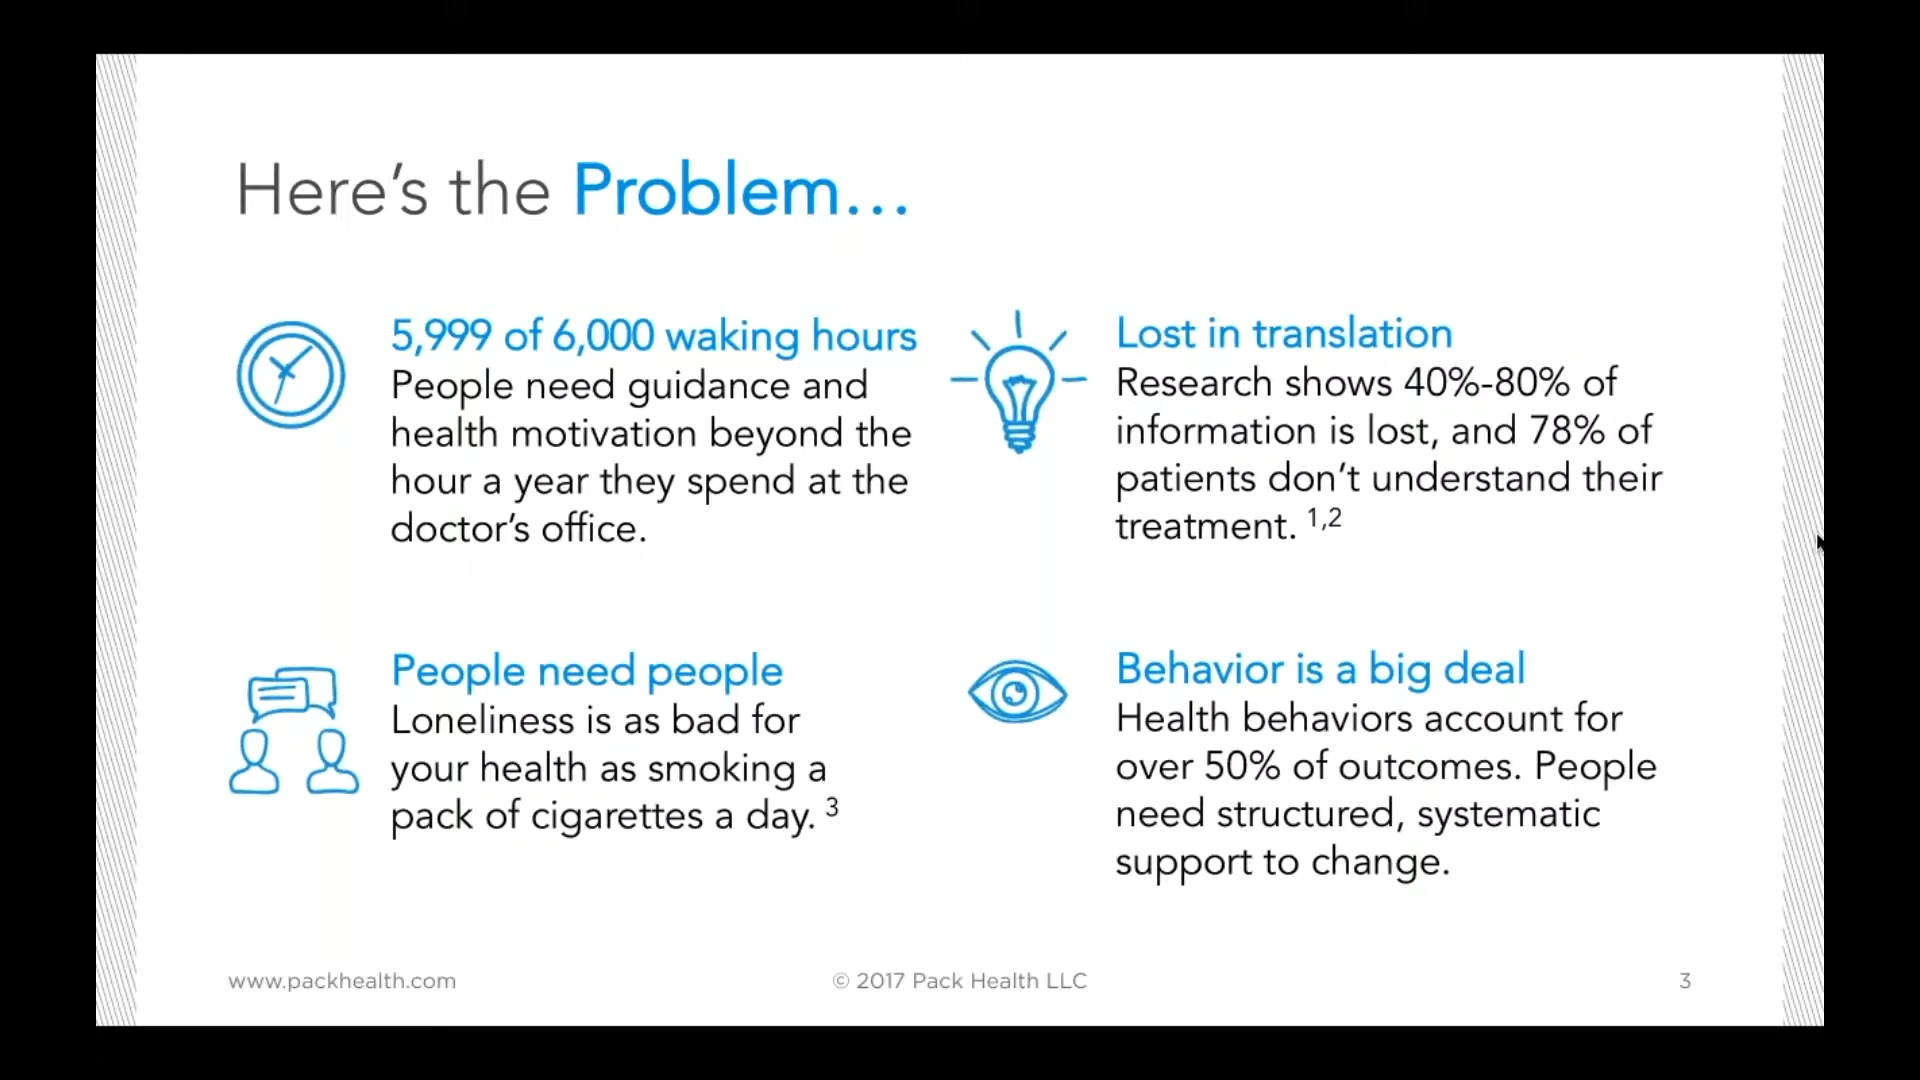 Here's the Problem...
5,999 of 6,000 waking hours
People need guidance and
health motivation beyond the
hour a year they spend at the
doctor's office.
Lost in translation
Research shows 40%-80% of
information is lost, and 78% of
patients don't understand their
treatment. 1,2
People need people
Loneliness is as bad for
your health as smoking a
pack of cigarettes a day. 3
Behavior is a big deal
Health behaviors account for
over 50% of outcomes. People
need structured, systematic
support to change.
www.packhealth.com
© 2017 Pack Health LLC
3